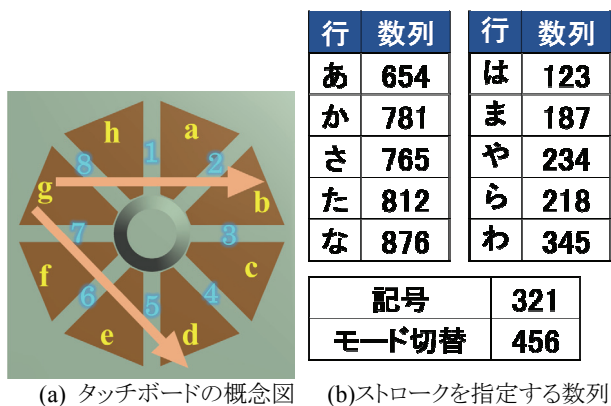 h a
8 1 2
g b
7 3
f c
6 5 4
e d
(a) タッチボードの概念図
行 数列
あ 654
か 781
さ 765
た 812
な 876
行 数列
は 123
ま 187
や 234
ら 218
わ 345
記号 321
モード切替 456
(b)ストロークを指定する数列